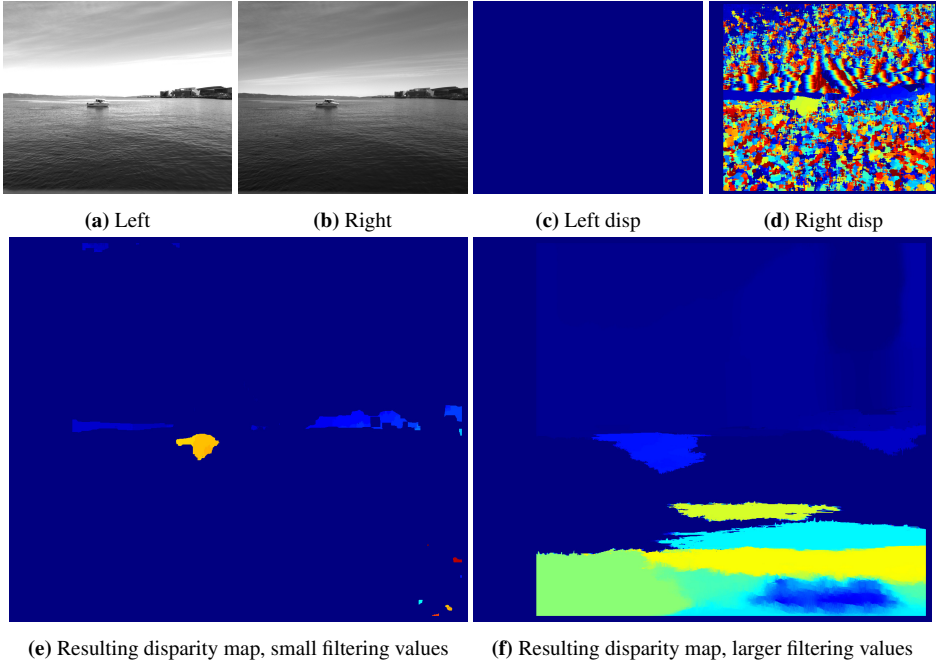 (a) Left
(b) Right
(c) Left disp
(d) Right disp
(e) Resulting disparity map, small filtering values
(f) Resulting disparity map, larger filtering values